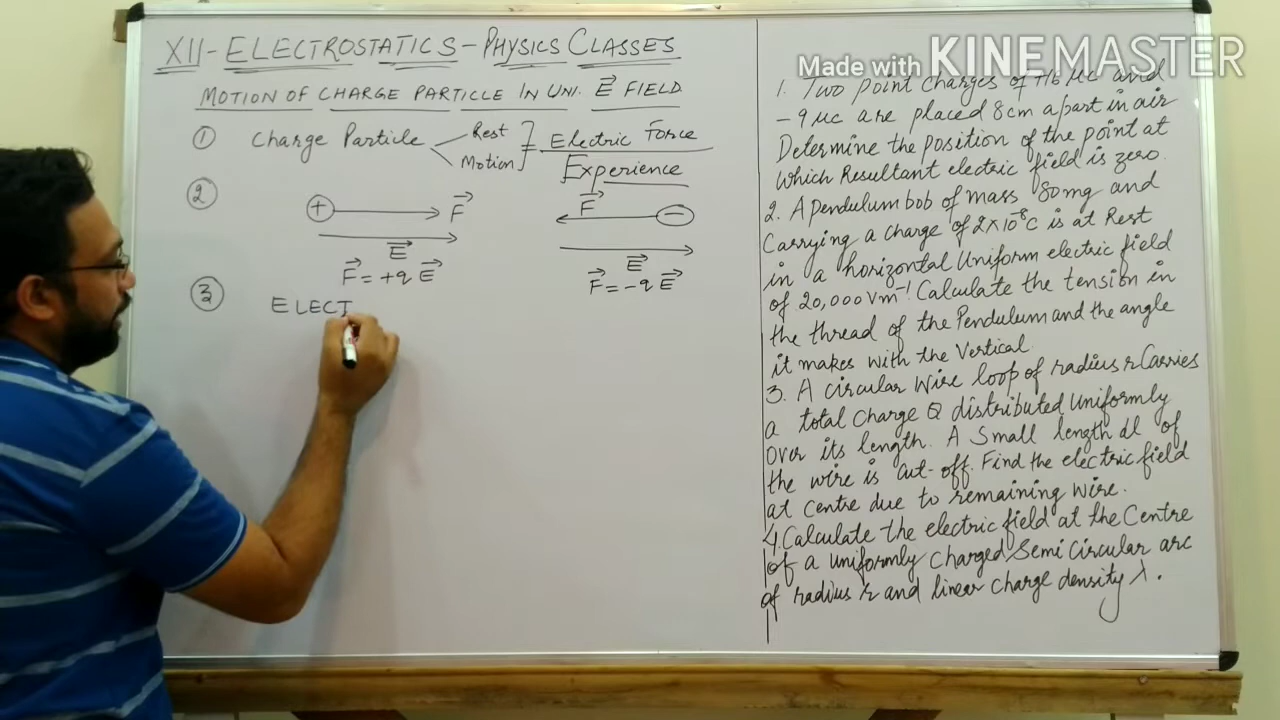 Made with KINEMASTER
XII - ELECTROSTATICS - PHYSICS CLASSES
MOTION OF CHARGE PARTICLE IN UNI. E⃗ FIELD
① Charge Particle Rest Motion ] = Electric Force
Experience
② + F⃗ F⃗ −
E⃗ E⃗
F⃗ = +q E⃗ F⃗ = −q E⃗
③ ELECT
1. Two point charges of +16 μc and
− 9 μc are placed 8 cm apart in air
Determine the position of the point at
which Resultant electric field is zero.
2. A pendulum bob of mass 80 mg and
Carrying a charge of 2×10⁻⁸C is at Rest
in a horizontal Uniform electric field
of 20,000 Vm⁻¹. Calculate the tension in
the thread of the Pendulum and the angle
it makes with the Vertical
3. A Circular Wire loop of radius r Carries
a total charge Q distributed Uniformly
over its length. A Small length dl of
the wire is cut-off. Find the electric field
at centre due to remaining wire.
4. Calculate the electric field at the Centre
of a uniformly Charged Semi Circular arc
of radius r and linear charge density λ.